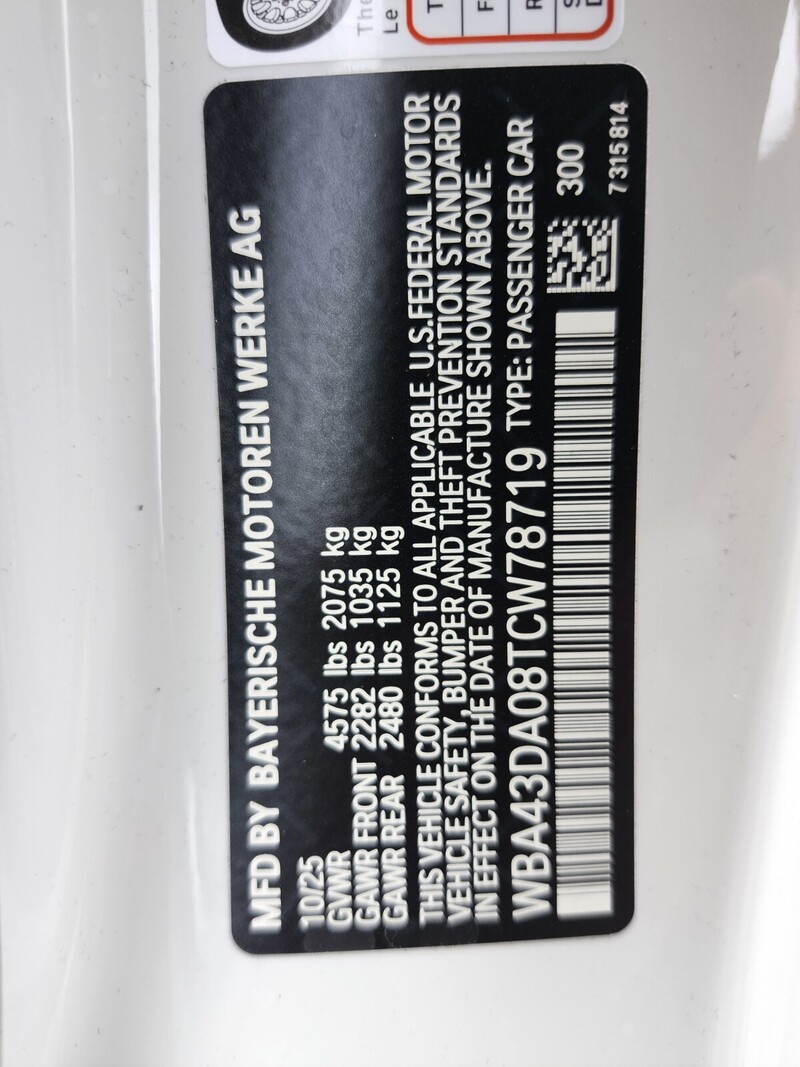 The
Le
T
F
R
S
MFD BY BAYERISCHE MOTOREN WERKE AG
10/25
GVWR 4575 lbs 2075 kg
GAWR FRONT 2282 lbs 1035 kg
GAWR REAR 2480 lbs 1125 kg
THIS VEHICLE CONFORMS TO ALL APPLICABLE U.S.FEDERAL MOTOR
VEHICLE SAFETY, BUMPER AND THEFT PREVENTION STANDARDS
IN EFFECT ON THE DATE OF MANUFACTURE SHOWN ABOVE.
WBA43DA08TCW78719 TYPE: PASSENGER CAR
300
7315814